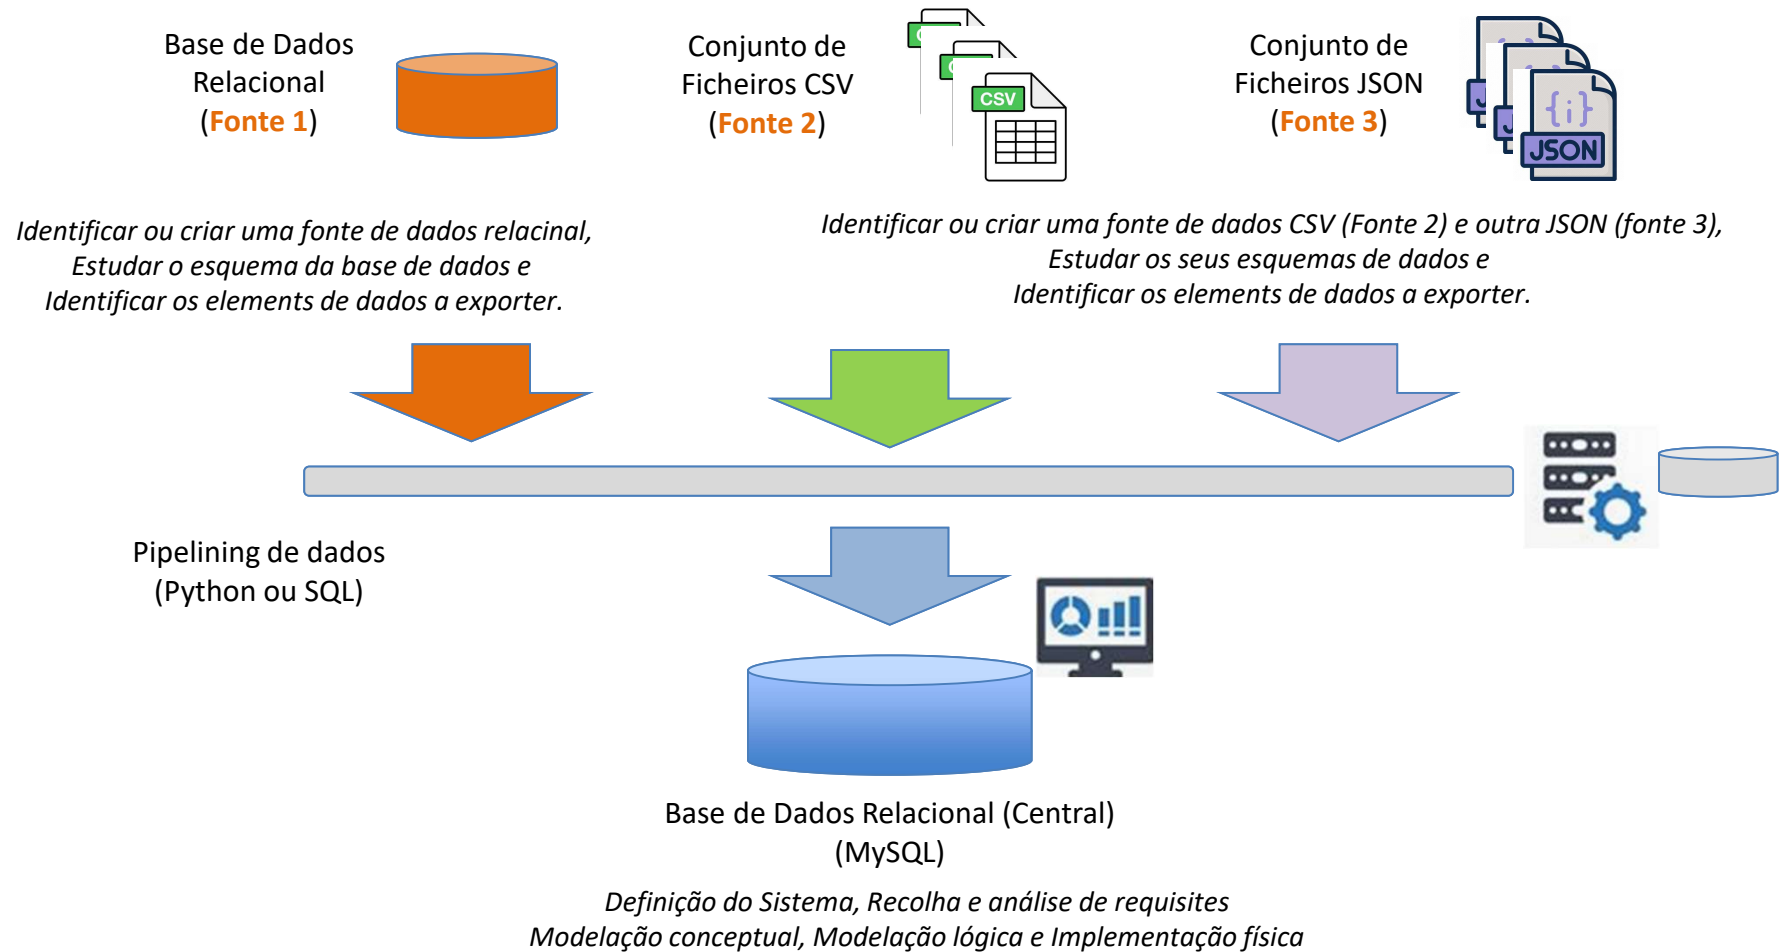 Base de Dados
Relacional
(Fonte 1)
Conjunto de
Ficheiros CSV
(Fonte 2)
C
C
CSV
Conjunto de
Ficheiros JSON
(Fonte 3)
J
J
{i}
JSON
Identificar ou criar uma fonte de dados relacinal,
Estudar o esquema da base de dados e
Identificar os elements de dados a exporter.
Identificar ou criar uma fonte de dados CSV (Fonte 2) e outra JSON (fonte 3),
Estudar os seus esquemas de dados e
Identificar os elements de dados a exporter.
Pipelining de dados
(Python ou SQL)
Base de Dados Relacional (Central)
(MySQL)
Definição do Sistema, Recolha e análise de requisites
Modelação conceptual, Modelação lógica e Implementação física